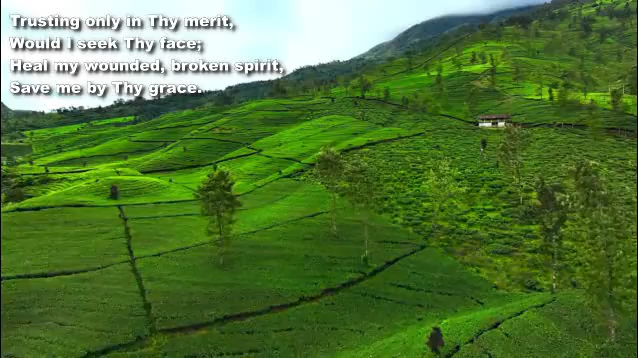 Trusting only in Thy merit,
Would I seek Thy face;
Heal my wounded, broken spirit,
Save me by Thy grace.